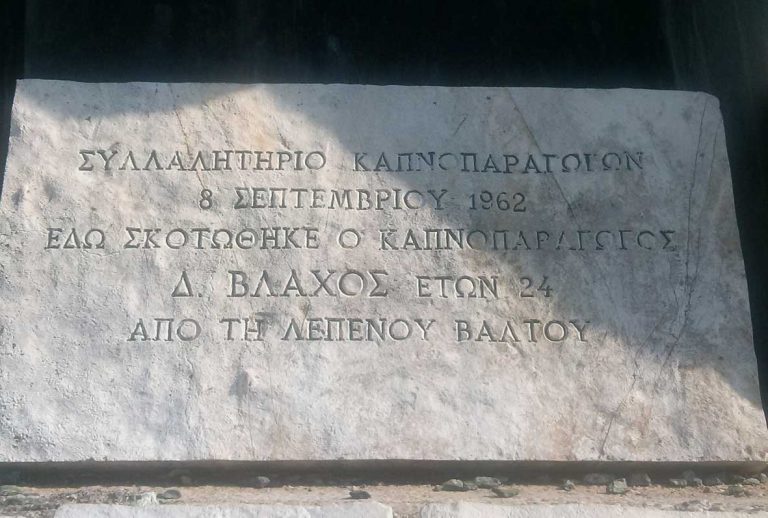 ΣΥΛΛΑΛΗΤΗΡΙΟ ΚΑΠΝΟΠΑΡΑΓΩΓΩΝ
8 ΣΕΠΤΕΜΒΡΙΟΥ 1962
ΕΔΩ ΣΚΟΤΩΘΗΚΕ Ο ΚΑΠΝΟΠΑΡΑΓΩΓΟΣ
Δ. ΒΛΑΧΟΣ ΕΤΩΝ 24
ΑΠΟ ΤΗ ΛΕΠΕΝΟΥ ΒΑΛΤΟΥ